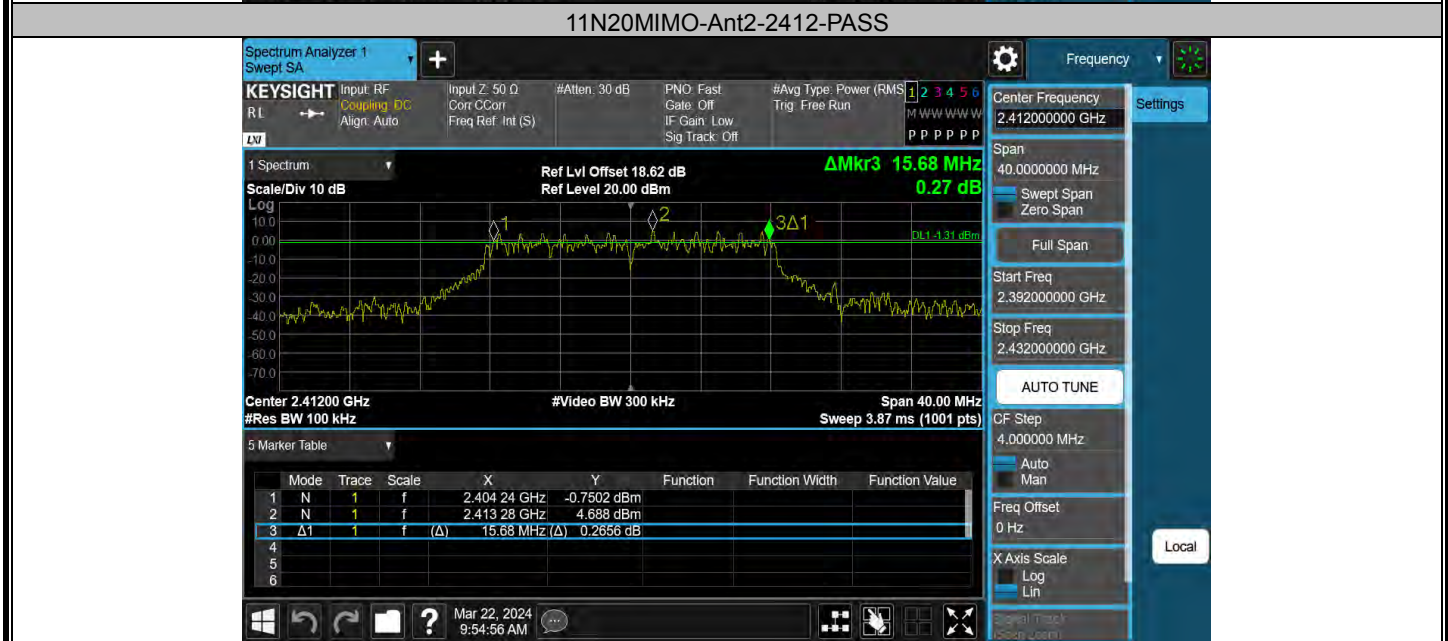 11N20MIMO-Ant2-2412-PASS
Spectrum Analyzer 1
Swept SA
+
Frequency
KEYSIGHT
RL
LXI
Input: RF
Coupling: DC
Align: Auto
Input Z: 50 Ω
Corr CCorr
Freq Ref: Int (S)
#Atten: 30 dB
PNO: Fast
Gate: Off
IF Gain: Low
Sig Track: Off
#Avg Type: Power (RMS
Trig: Free Run
1 2 3 4 5 6
M W W W W W
P P P P P P
Center Frequency
2.412000000 GHz
Settings
1 Spectrum
Scale/Div 10 dB
Ref Lvl Offset 18.62 dB
Ref Level 20.00 dBm
ΔMkr3 15.68 MHz
0.27 dB
Log
10.0
0.00
-10.0
-20.0
-30.0
-40.0
-50.0
-60.0
-70.0
1
2
3Δ1
DL1 -1.31 dBm
Center 2.41200 GHz
#Video BW 300 kHz
Span 40.00 MHz
#Res BW 100 kHz
Sweep 3.87 ms (1001 pts)
Span
40.0000000 MHz
Swept Span
Zero Span
Full Span
Start Freq
2.392000000 GHz
Stop Freq
2.432000000 GHz
AUTO TUNE
CF Step
4.000000 MHz
Auto
Man
Freq Offset
0 Hz
X Axis Scale
Log
Lin
Signal Track
(Span Zoom)
Local
5 Marker Table
Mode Trace Scale X Y Function Function Width Function Value
1 N 1 f 2.404 24 GHz -0.7502 dBm
2 N 1 f 2.413 28 GHz 4.688 dBm
3 Δ1 1 f (Δ) 15.68 MHz (Δ) 0.2656 dB
4
5
6
?
Mar 22, 2024
9:54:56 AM